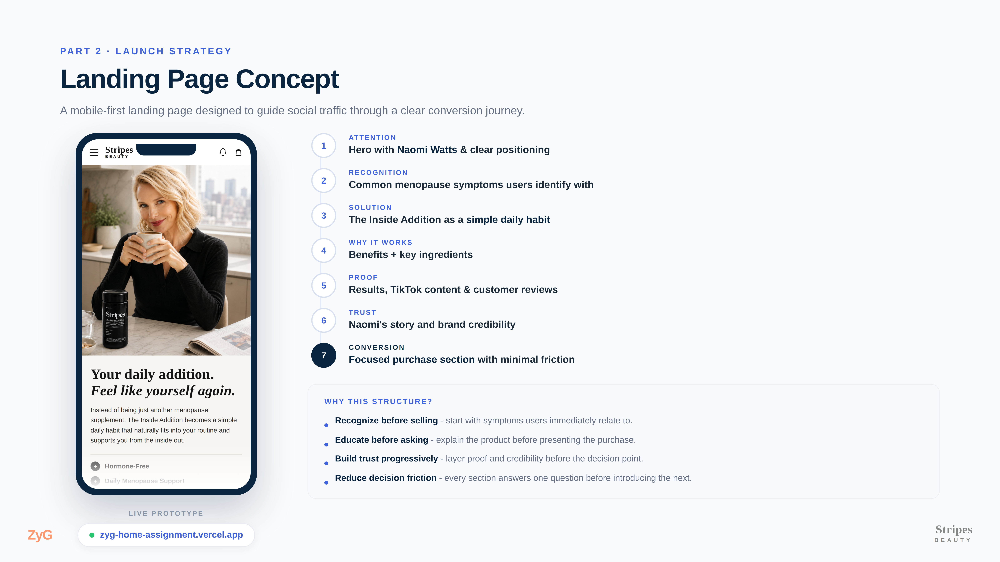 PART 2 · LAUNCH STRATEGY
Landing Page Concept
A mobile-first landing page designed to guide social traffic through a clear conversion journey.
Stripes
BEAUTY
Stripes
The Inside Addition
Your daily addition.
Feel like yourself again.
Instead of being just another menopause
supplement, The Inside Addition becomes a simple
daily habit that naturally fits into your routine and
supports you from the inside out.
+ Hormone-Free
+ Daily Menopause Support
LIVE PROTOTYPE
zyg-home-assignment.vercel.app
1
ATTENTION
Hero with Naomi Watts & clear positioning
2
RECOGNITION
Common menopause symptoms users identify with
3
SOLUTION
The Inside Addition as a simple daily habit
4
WHY IT WORKS
Benefits + key ingredients
5
PROOF
Results, TikTok content & customer reviews
6
TRUST
Naomi's story and brand credibility
7
CONVERSION
Focused purchase section with minimal friction
WHY THIS STRUCTURE?
Recognize before selling - start with symptoms users immediately relate to.
Educate before asking - explain the product before presenting the purchase.
Build trust progressively - layer proof and credibility before the decision point.
Reduce decision friction - every section answers one question before introducing the next.
ZyG
Stripes
BEAUTY